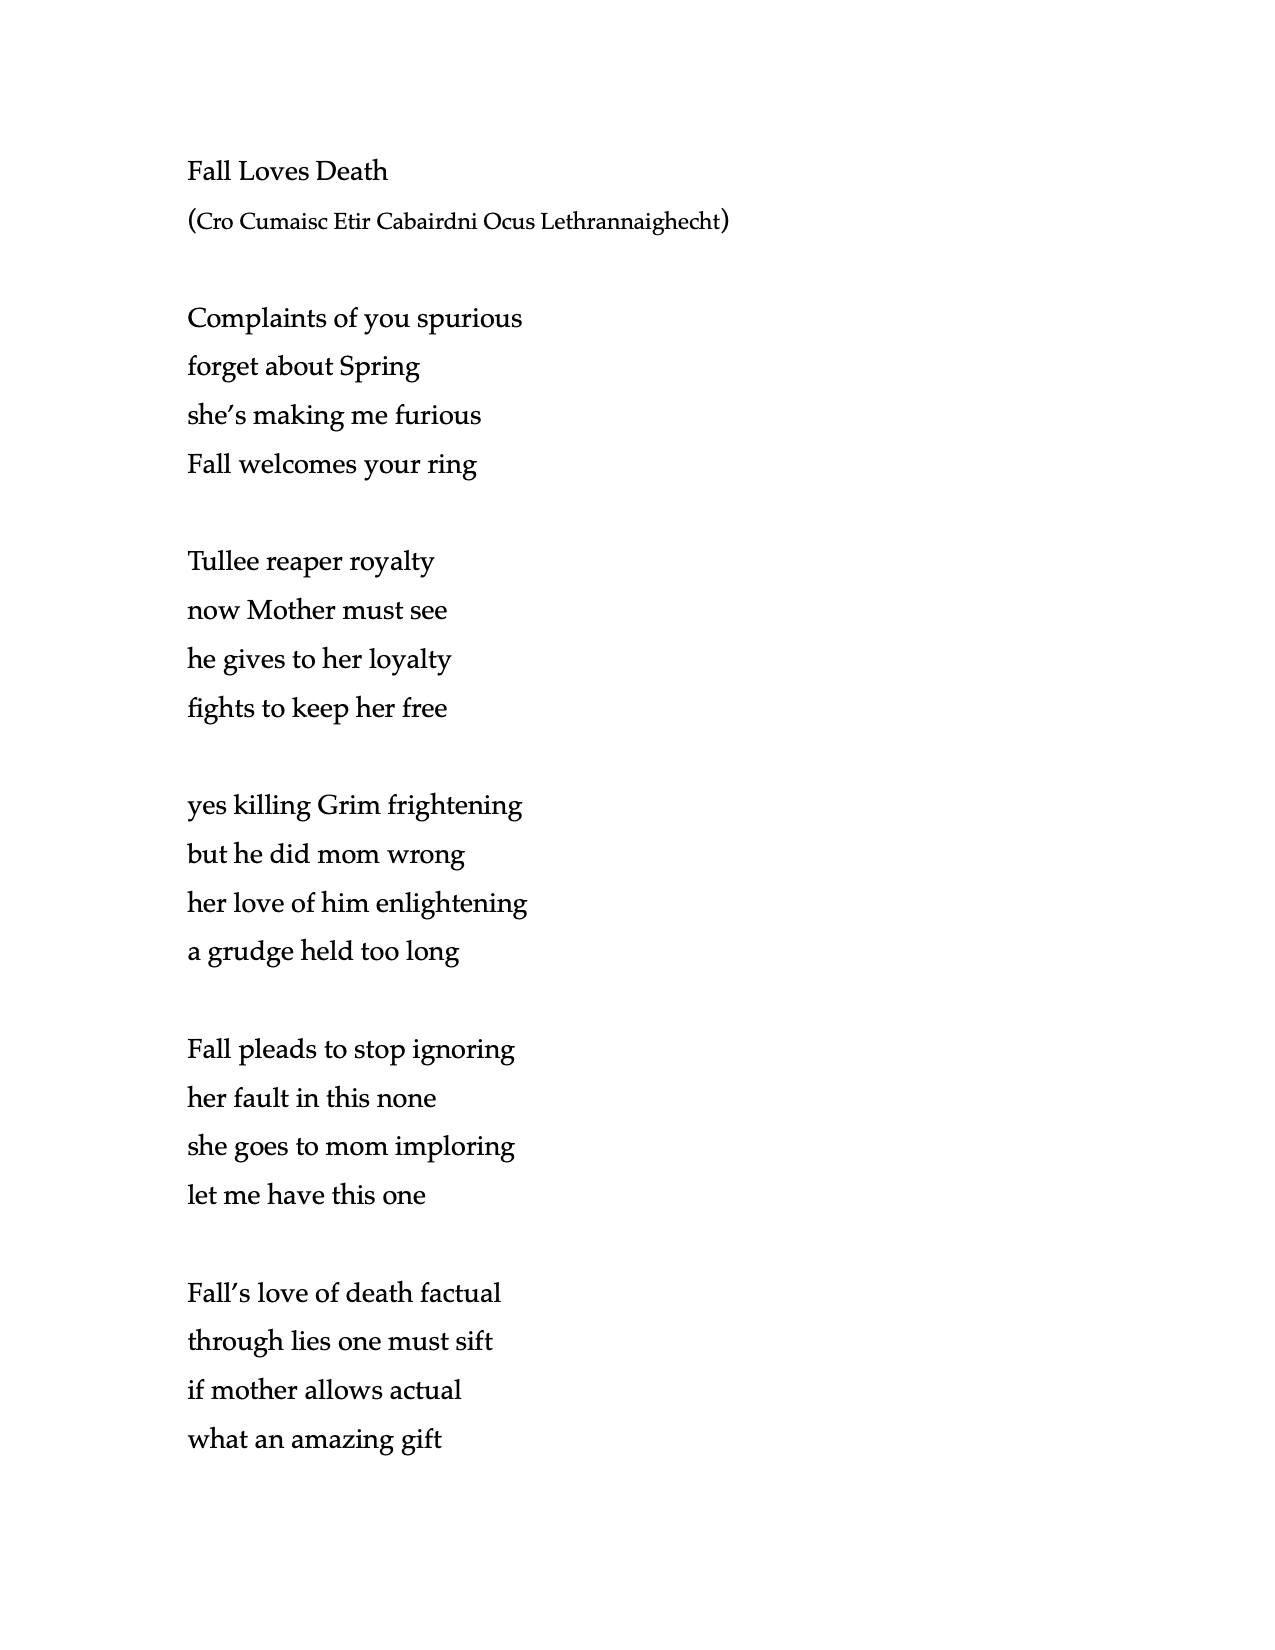 Fall Loves Death
(Cro Cumaisc Etir Cabairdni Ocus Lethrannaighecht)
Complaints of you spurious
forget about Spring
she’s making me furious
Fall welcomes your ring
Tullee reaper royalty
now Mother must see
he gives to her loyalty
fights to keep her free
yes killing Grim frightening
but he did mom wrong
her love of him enlightening
a grudge held too long
Fall pleads to stop ignoring
her fault in this none
she goes to mom imploring
let me have this one
Fall’s love of death factual
through lies one must sift
if mother allows actual
what an amazing gift